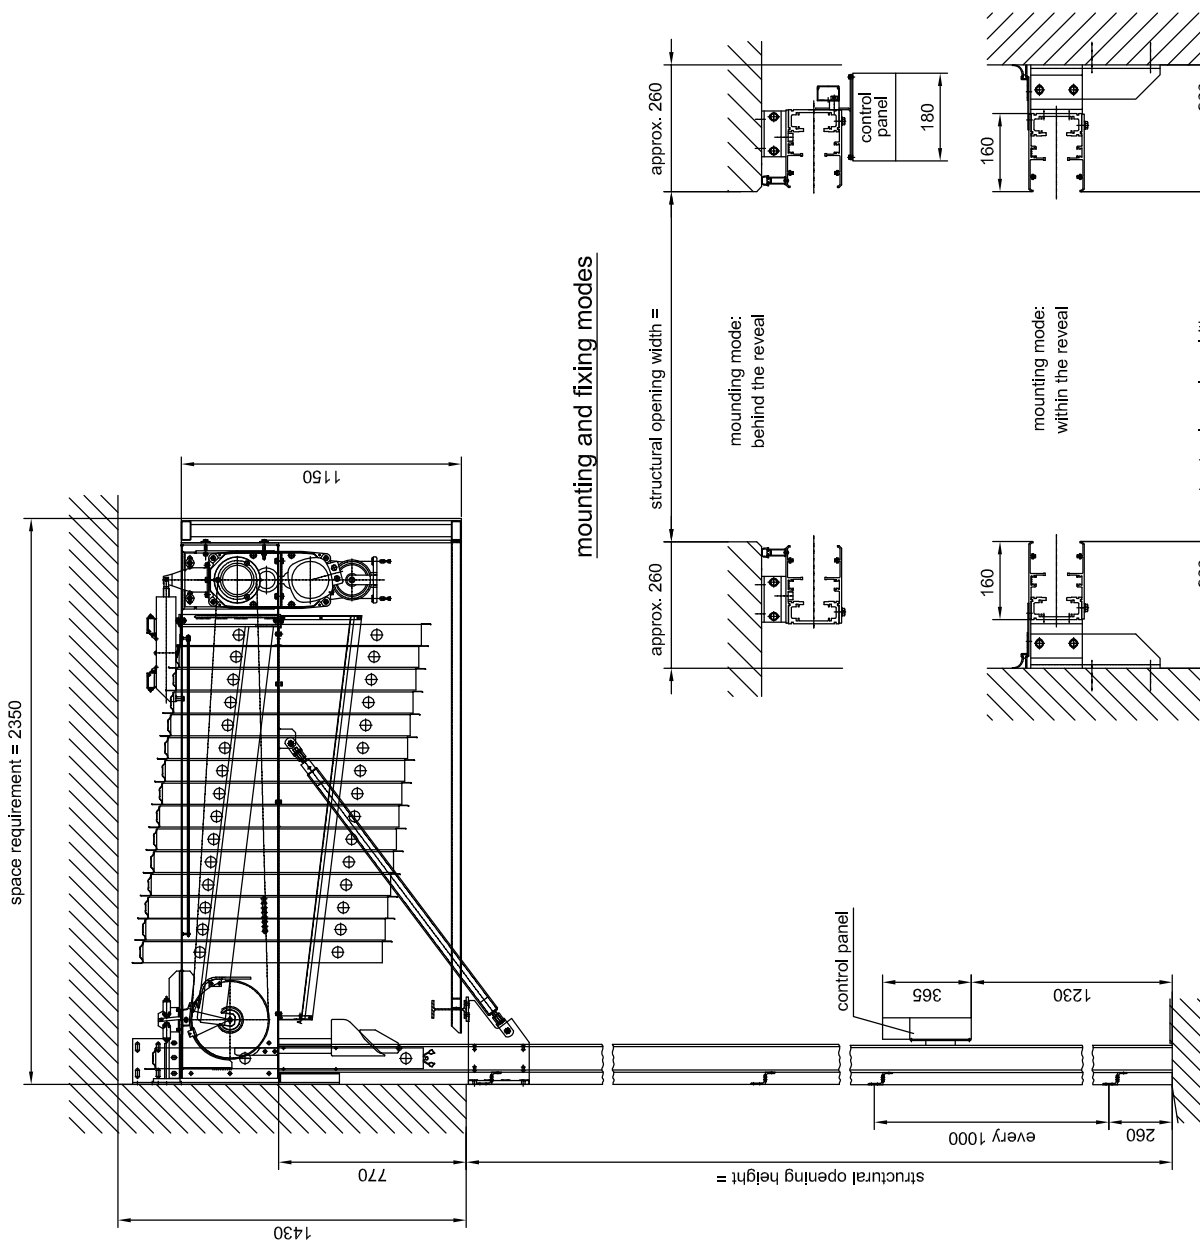 space requirement = 2350
1150
1430
770
structural opening height =
every 1000
260
365
1230
control panel
mounting and fixing modes
approx. 260
structural opening width =
approx. 260
mounding mode:
behind the reveal
control
panel
180
160
mounting mode:
within the reveal
160